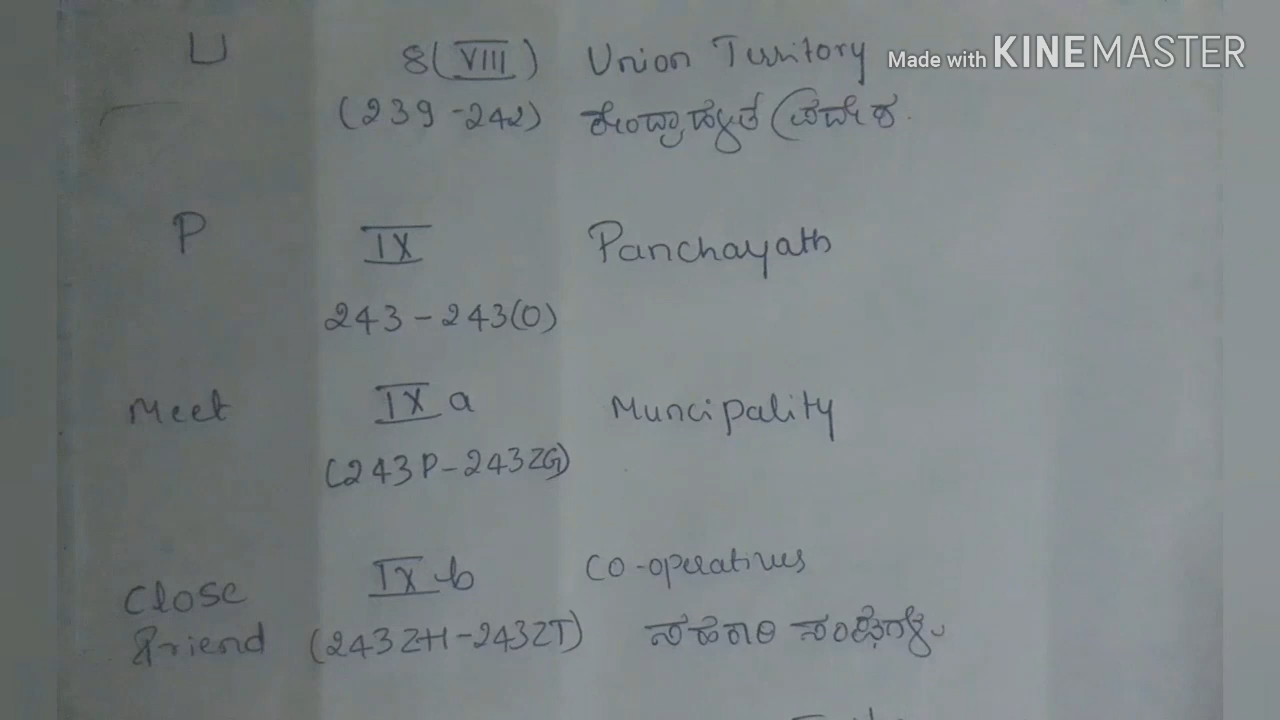 U 8(VIII) Union Territory
Made with KINEMASTER
(239-242) ಕೇಂದ್ರಾಡಳಿತ ಪ್ರದೇಶ.
P IX Panchayath
243-243(O)
Meet IX a Muncipality
(243P-243ZG)
Close IX b Co-operatives
friend (243ZH-243ZT) ಸಹಕಾರಿ ಸಂಘಗಳು